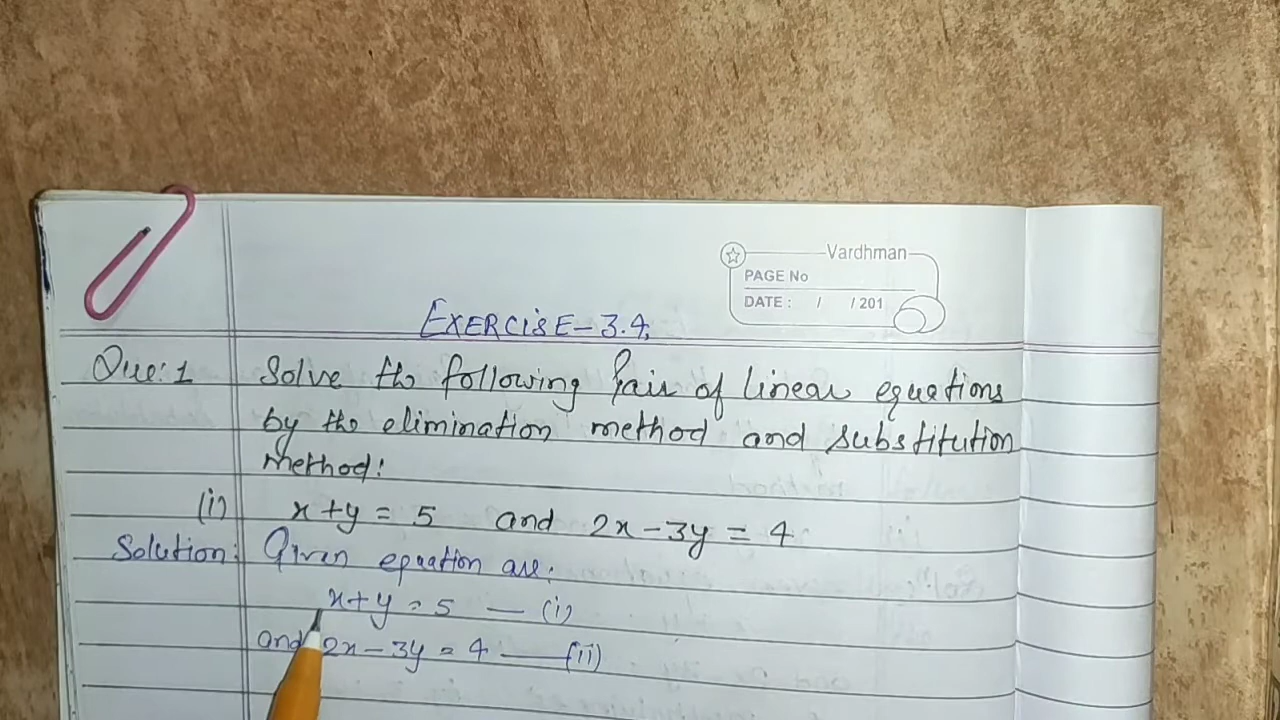 Vardhman
PAGE No
DATE : / / 201
EXERCISE-3.4,
Que:1 Solve the following Pair of linear equations
by the elimination method and substitution
method:
(i) x+y = 5 and 2x-3y = 4
Solution: Given equation are:
x+y = 5 — (i)
and 2x-3y = 4 — (ii)